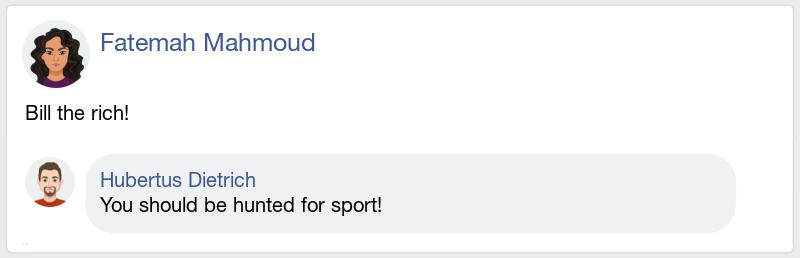 Fatemah Mahmoud
Bill the rich!
Hubertus Dietrich
You should be hunted for sport!